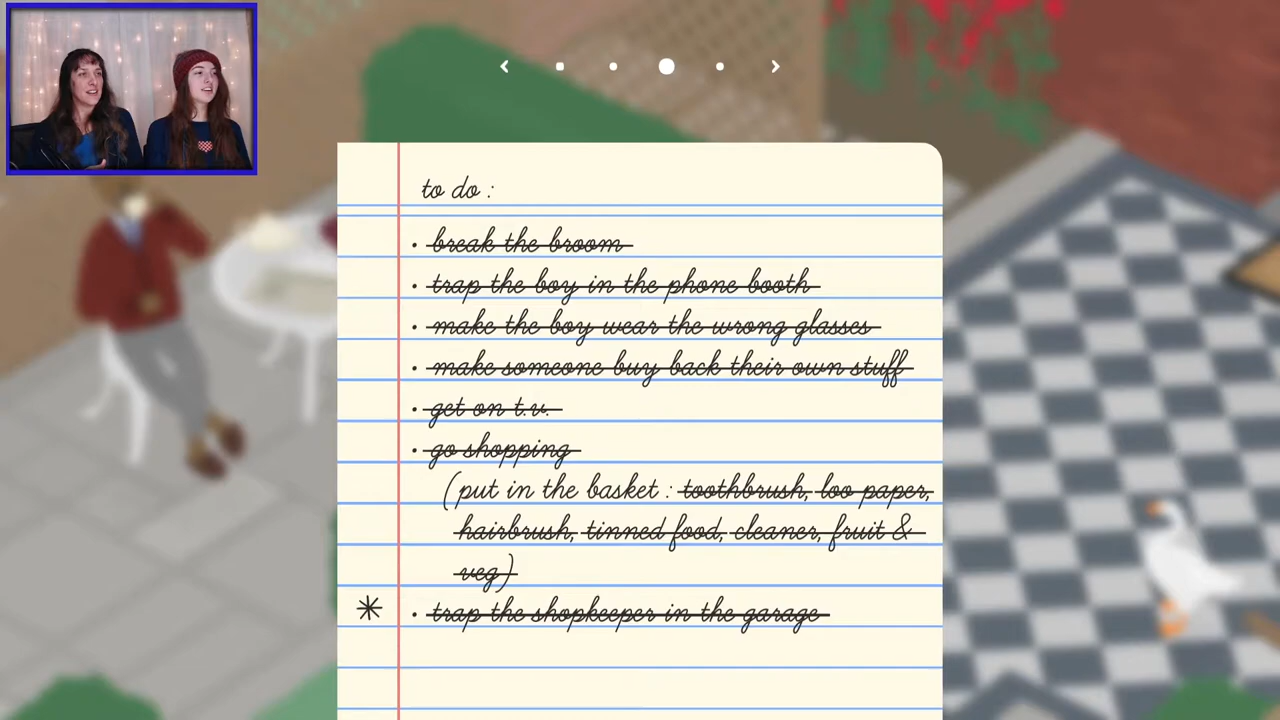 to do :
• break the broom
• trap the boy in the phone booth
• make the boy wear the wrong glasses
• make someone buy back their own stuff
• get on t.v.
• go shopping
(put in the basket : toothbrush, loo paper,
hairbrush, tinned food, cleaner, fruit &
veg)
• trap the shopkeeper in the garage